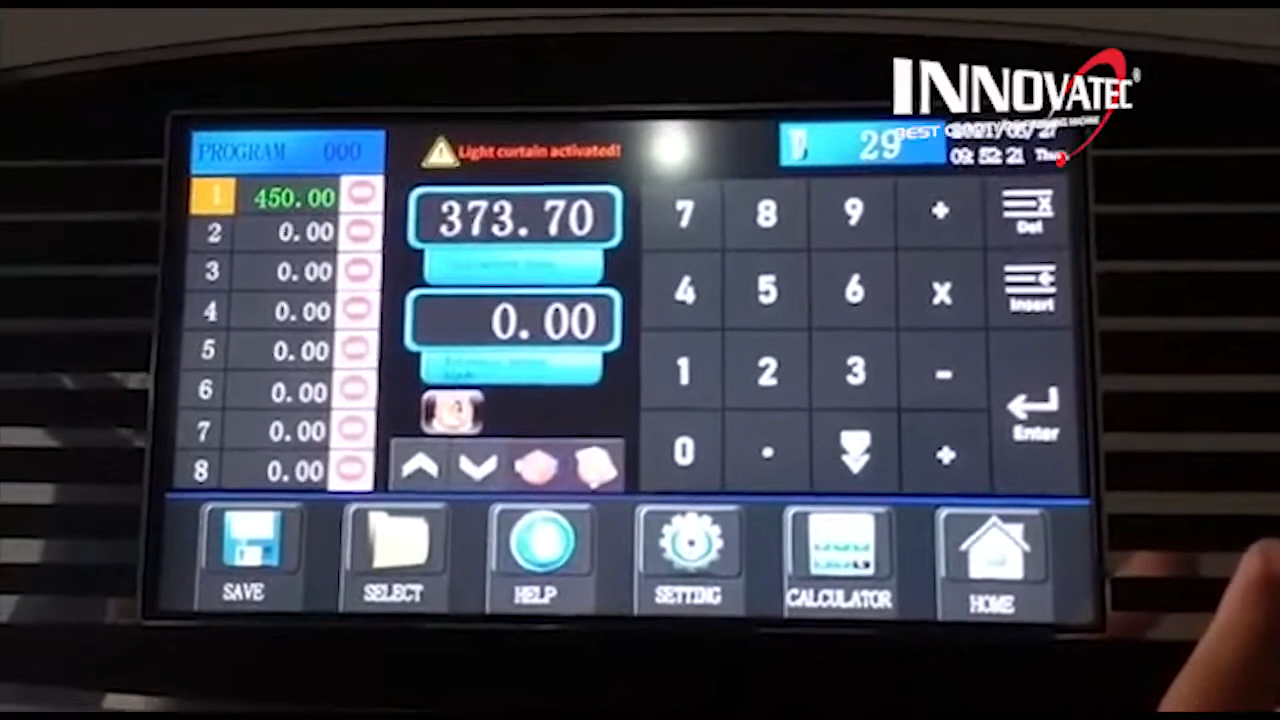 INNOVATEC®
PROGRAM 000
Light curtain activated!
29
09:52:21
1 450.00
2 0.00
3 0.00
4 0.00
5 0.00
6 0.00
7 0.00
8 0.00
373.70
0.00
7 8 9 +
Del
4 5 6 x
Insert
1 2 3 -
Enter
0 .
SAVE
SELECT
HELP
SETTING
CALCULATOR
HOME